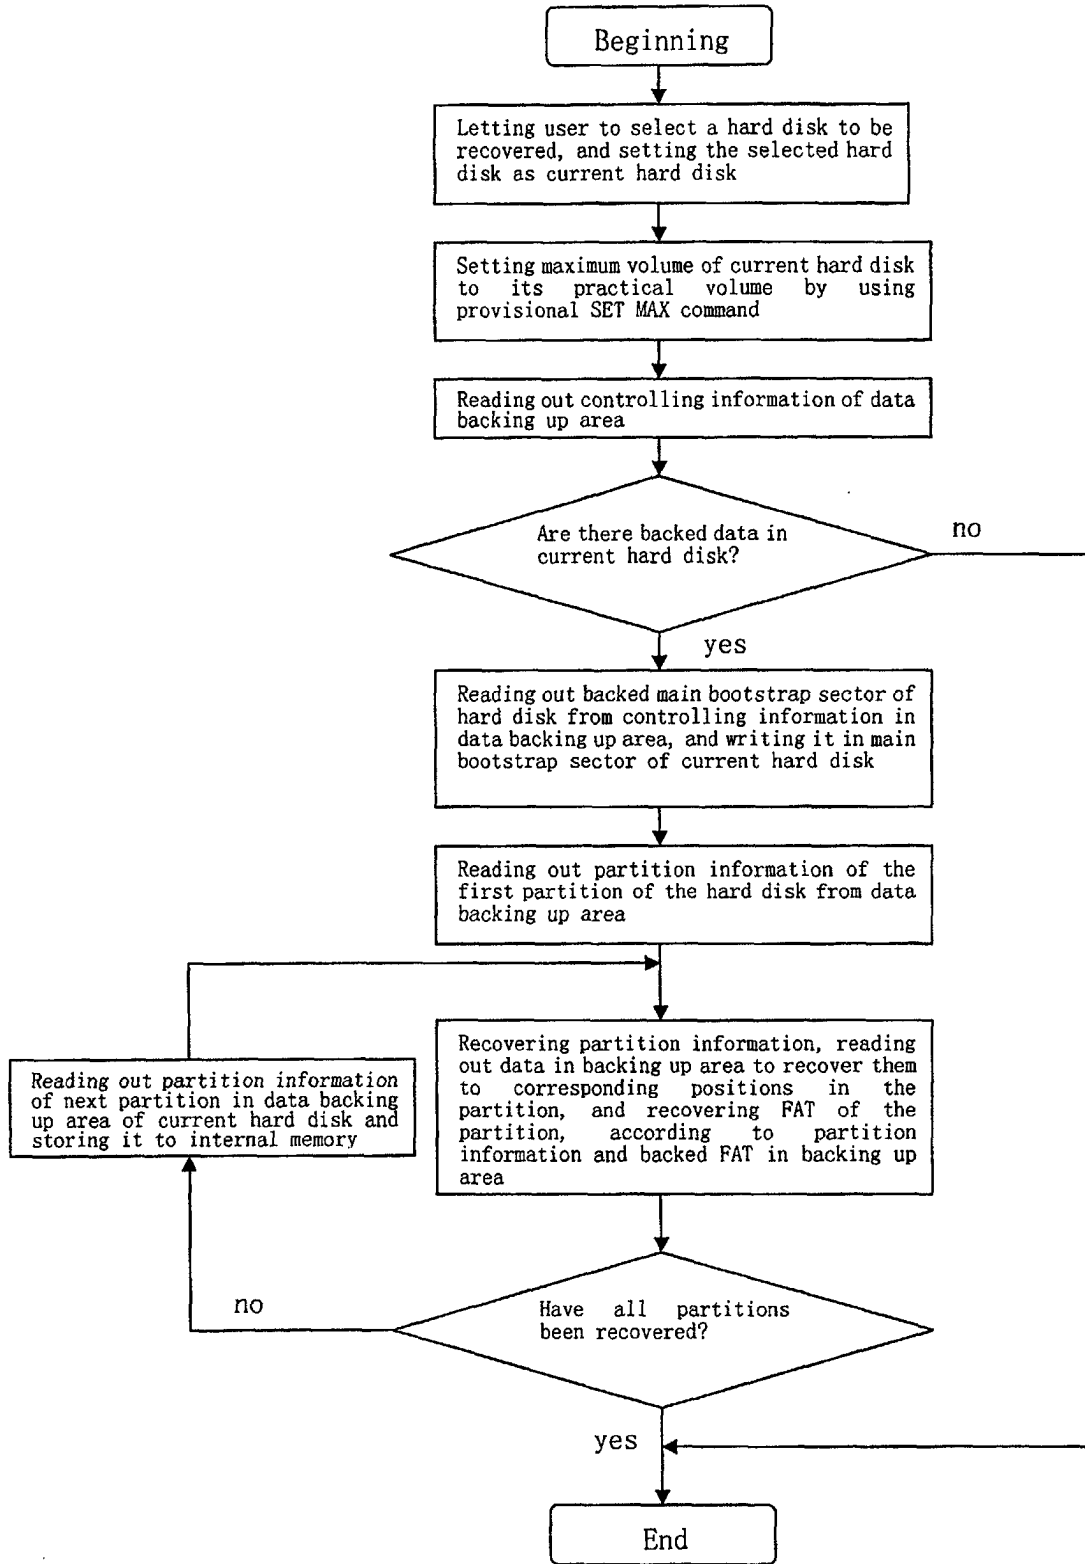 Beginning
Letting user to select a hard disk to be
recovered, and setting the selected hard
disk as current hard disk
Setting maximum volume of current hard disk
to its practical volume by using
provisional SET MAX command
Reading out controlling information of data
backing up area
Are there backed data in
current hard disk?
no
yes
Reading out backed main bootstrap sector of
hard disk from controlling information in
data backing up area, and writing it in main
bootstrap sector of current hard disk
Reading out partition information of the
first partition of the hard disk from data
backing up area
Recovering partition information, reading
out data in backing up area to recover them
to corresponding positions in the
partition, and recovering FAT of the
partition, according to partition
information and backed FAT in backing up
area
Reading out partition information
of next partition in data backing
up area of current hard disk and
storing it to internal memory
no
Have all partitions
been recovered?
yes
End